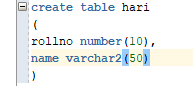 create table hari
(
rollno number(10),
name varchar2(50)
)